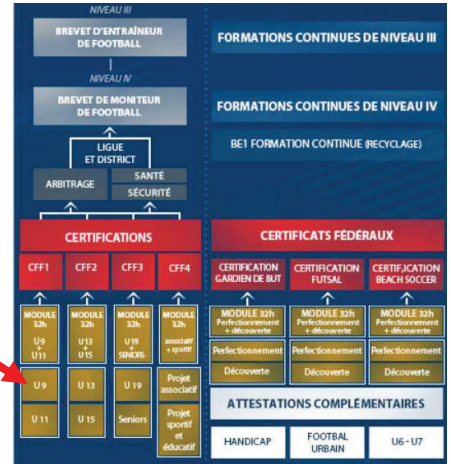 NIVEAU III
BREVET D'ENTRAÎNEUR
DE FOOTBALL
FORMATIONS CONTINUES DE NIVEAU III
NIVEAU IV
BREVET DE MONITEUR
DE FOOTBALL
FORMATIONS CONTINUES DE NIVEAU IV
LIGUE
ET DISTRICT
BE1 FORMATION CONTINUE (RECYCLAGE)
ARBITRAGE
SANTÉ
SÉCURITÉ
CERTIFICATIONS
CERTIFICATS FÉDÉRAUX
CFF1
CFF2
CFF3
CFF4
CERTIFICATION
GARDIEN DE BUT
CERTIFICATION
FUTSAL
CERTIF,ICATION
BEACH SOCCER
MODULE
32h
U9
+
U11
MODULE
32h
U13
+
U15
MODULE
32h
U19
+
SENIORS
MODULE
32h
associatif
+ sportif
MODULE 32h
Perfectionnement
+ découverte
MODULE 32h
Perfectionnement
+ découverte
MODULE 32h
Perfectionnement
+ découverte
U 9
U 13
U 19
Projet
associatif
Perfectionnement
Perfectionnement
Perfectionnement
Découverte
Découverte
Découverte
U 11
U 15
Seniors
Projet
sportif
et
éducatif
ATTESTATIONS COMPLÉMENTAIRES
HANDICAP
FOOTBAL
URBAIN
U6 - U7